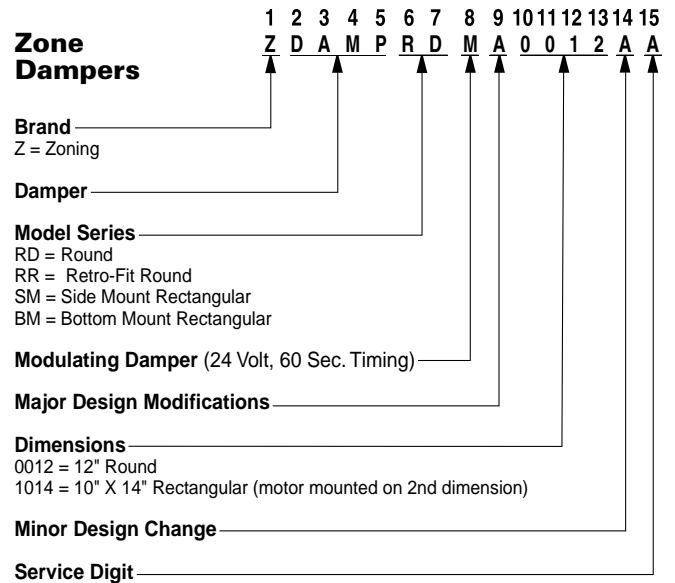 1 2 3 4 5 6 7 8 9 10 11 12 13 14 15
Zone Z D A M P R D M A 0 0 1 2 A A
Dampers
Brand
Z = Zoning
Damper
Model Series
RD = Round
RR = Retro-Fit Round
SM = Side Mount Rectangular
BM = Bottom Mount Rectangular
Modulating Damper (24 Volt, 60 Sec. Timing)
Major Design Modifications
Dimensions
0012 = 12" Round
1014 = 10" X 14" Rectangular (motor mounted on 2nd dimension)
Minor Design Change
Service Digit